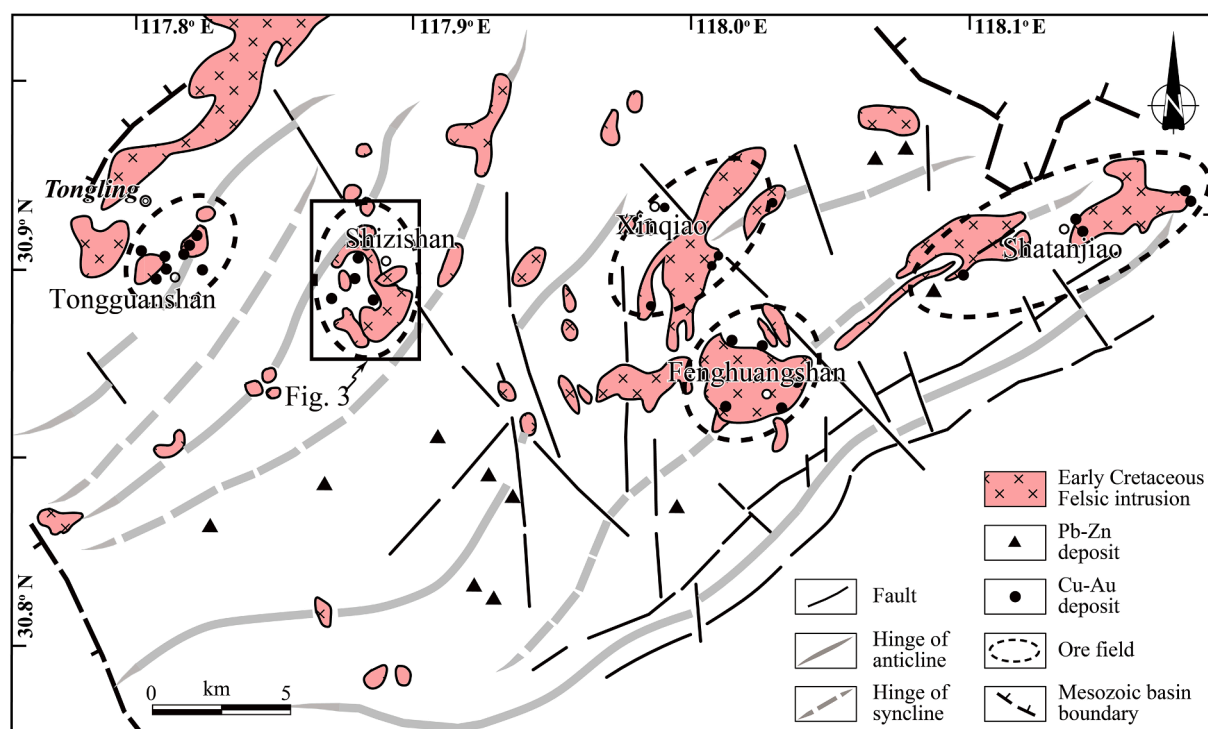 117.8° E
117.9° E
118.0° E
118.1° E
N
Tongling
30.9° N
Xinqiao
Shizishan
Shatanjiao
Tongguanshan
Fenghuangshan
Fig. 3
Early Cretaceous
Felsic intrusion
Pb-Zn
deposit
Fault
Cu-Au
deposit
30.8° N
Hinge of
anticline
Ore field
0 km 5
Hinge of
syncline
Mesozoic basin
boundary